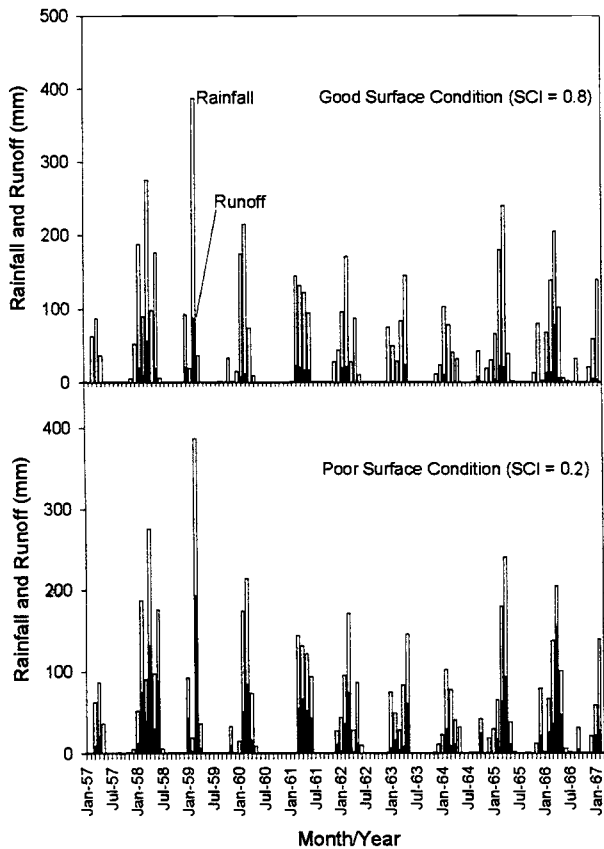 500
400
300
200
100
0
Rainfall and Runoff (mm)
Rainfall
Runoff
Good Surface Condition (SCI = 0.8)
400
300
200
100
0
Rainfall and Runoff (mm)
Poor Surface Condition (SCI = 0.2)
Jan-57
Jul-57
Jan-58
Jul-58
Jan-59
Jul-59
Jan-60
Jul-60
Jan-61
Jul-61
Jan-62
Jul-62
Jan-63
Jul-63
Jan-64
Jul-64
Jan-65
Jul-65
Jan-66
Jul-66
Jan-67
Month/Year